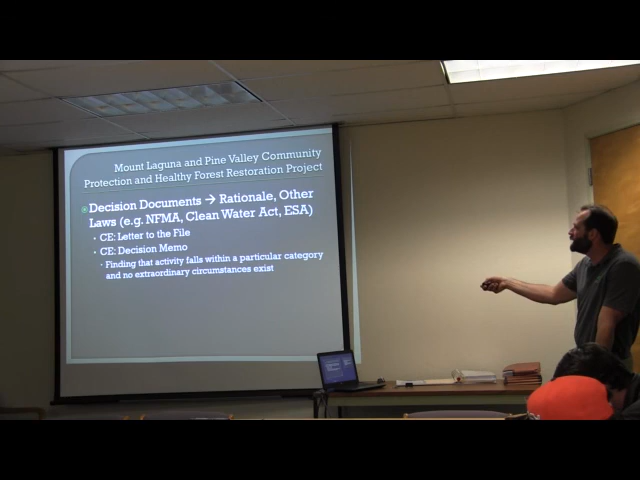 Mount Laguna and Pine Valley Community
Protection and Healthy Forest Restoration Project
Decision Documents → Rationale, Other
Laws (e.g. NFMA, Clean Water Act, ESA)
• CE: Letter to the File
• CE: Decision Memo
• Finding that activity falls within a particular category
and no extraordinary circumstances exist